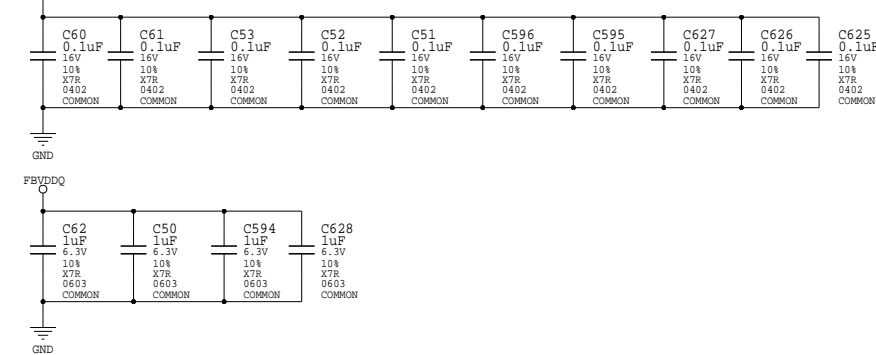 C60 C61 C53 C52 C51 C596 C595 C627 C626 C625
0.1uF 0.1uF 0.1uF 0.1uF 0.1uF 0.1uF 0.1uF 0.1uF 0.1uF 0.1uF
16V 16V 16V 16V 16V 16V 16V 16V 16V 16V
10% 10% 10% 10% 10% 10% 10% 10% 10% 10%
X7R X7R X7R X7R X7R X7R X7R X7R X7R X7R
0402 0402 0402 0402 0402 0402 0402 0402 0402 0402
COMMON COMMON COMMON COMMON COMMON COMMON COMMON COMMON COMMON COMMON
GND
FBVDDQ
C62 C50 C594 C628
1uF 1uF 1uF 1uF
6.3V 6.3V 6.3V 6.3V
10% 10% 10% 10%
X7R X7R X7R X7R
0603 0603 0603 0603
COMMON COMMON COMMON COMMON
GND